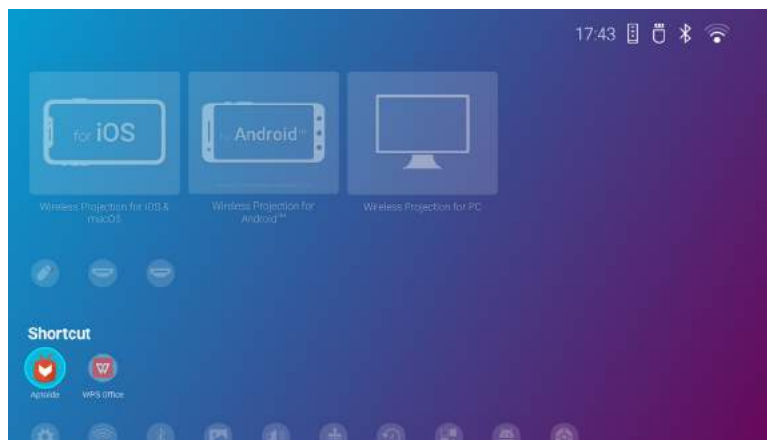 17:43
for iOS
Android™
Wireless Projection for iOS &
macOS
Wireless Projection for
Android™
Wireless Projection for PC
Shortcut
Aptoide
WPS Office